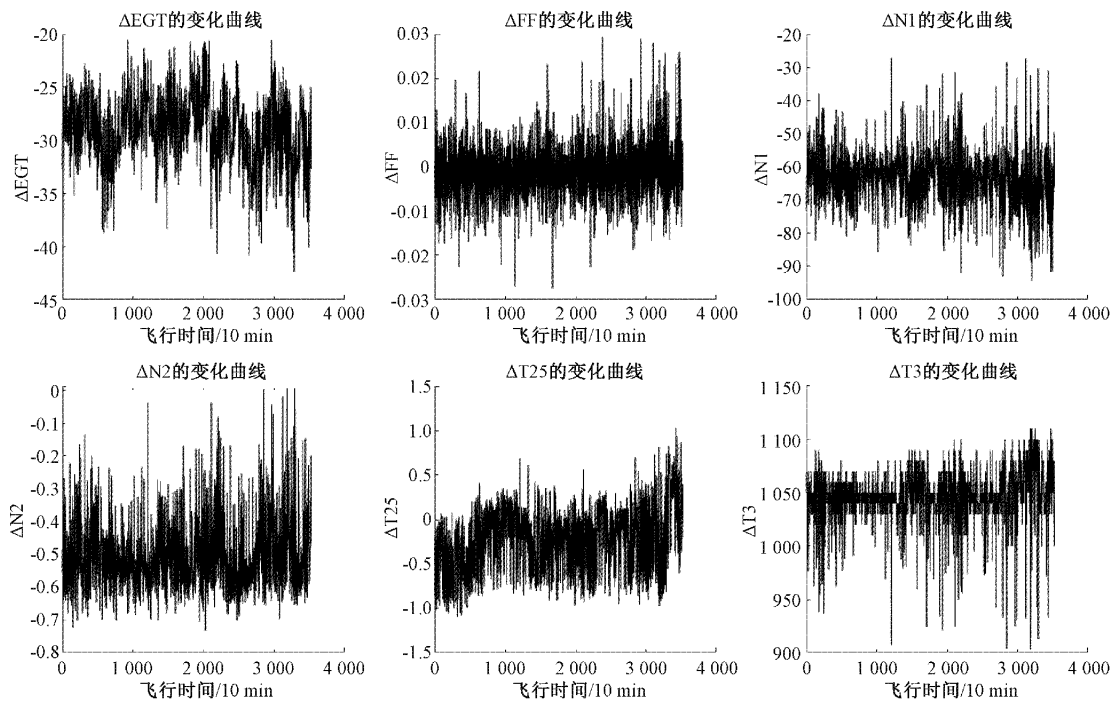 ΔEGT的变化曲线
ΔFF的变化曲线
ΔN1的变化曲线
-20
-25
-30
-35
-40
-45
ΔEGT
0 1 000 2 000 3 000 4 000
飞行时间/10 min
0.03
0.02
0.01
0
-0.01
-0.02
-0.03
ΔFF
0 1 000 2 000 3 000 4 000
飞行时间/10 min
-20
-30
-40
-50
-60
-70
-80
-90
-100
ΔN1
0 1 000 2 000 3 000 4 000
飞行时间/10 min
ΔN2的变化曲线
ΔT25的变化曲线
ΔT3的变化曲线
0
-0.1
-0.2
-0.3
-0.4
-0.5
-0.6
-0.7
-0.8
ΔN2
0 1 000 2 000 3 000 4 000
飞行时间/10 min
1.5
1.0
0.5
0
-0.5
-1.0
-1.5
ΔT25
0 1 000 2 000 3 000 4 000
飞行时间/10 min
1 150
1 100
1 050
1 000
950
900
ΔT3
0 1 000 2 000 3 000 4 000
飞行时间/10 min